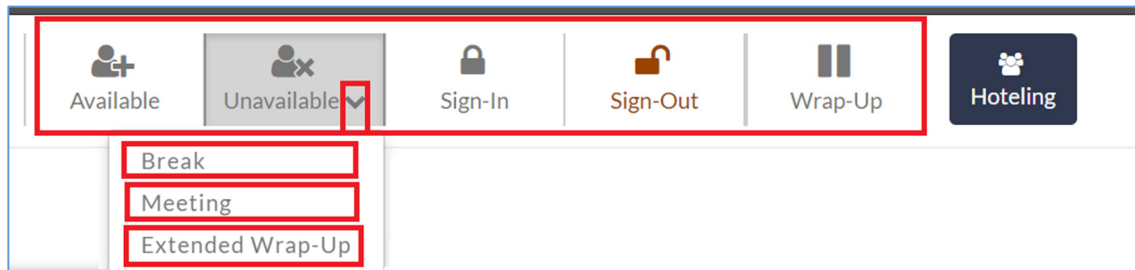 Available Unavailable Sign-In Sign-Out Wrap-Up Hoteling
Break
Meeting
Extended Wrap-Up